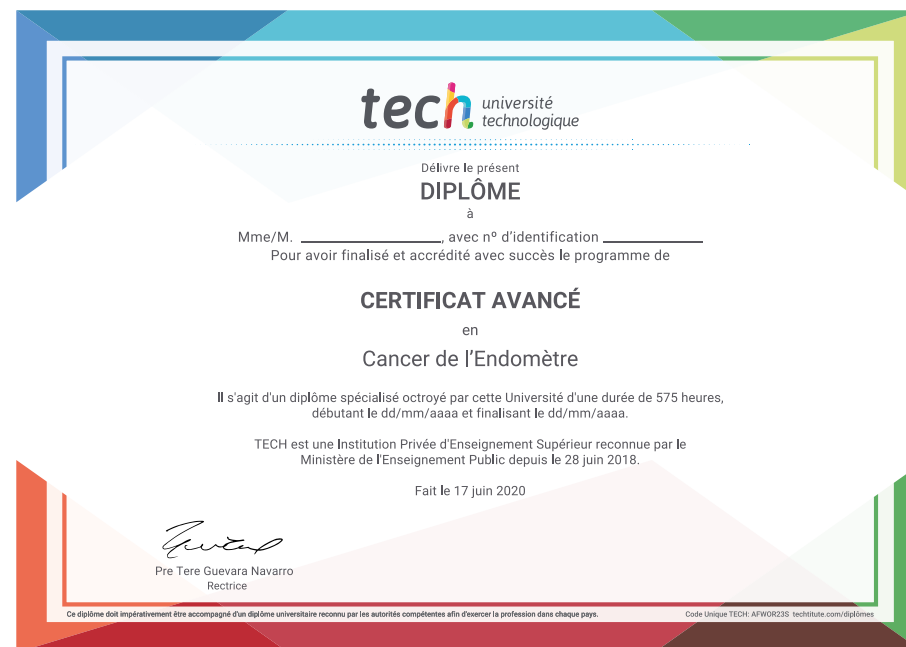 tech université
technologique
Délivre le présent
DIPLÔME
à
Mme/M. ____________________, avec nº d'identification ______________
Pour avoir finalisé et accrédité avec succès le programme de
CERTIFICAT AVANCÉ
en
Cancer de l'Endomètre
Il s'agit d'un diplôme spécialisé octroyé par cette Université d'une durée de 575 heures,
débutant le dd/mm/aaaa et finalisant le dd/mm/aaaa.
TECH est une Institution Privée d'Enseignement Supérieur reconnue par le
Ministère de l'Enseignement Public depuis le 28 juin 2018.
Fait le 17 juin 2020
Pre Tere Guevara Navarro
Rectrice
Ce diplôme doit impérativement être accompagné d'un diplôme universitaire reconnu par les autorités compétentes afin d'exercer la profession dans chaque pays.
Code Unique TECH: AFWOR23S techtitute.com/diplômes